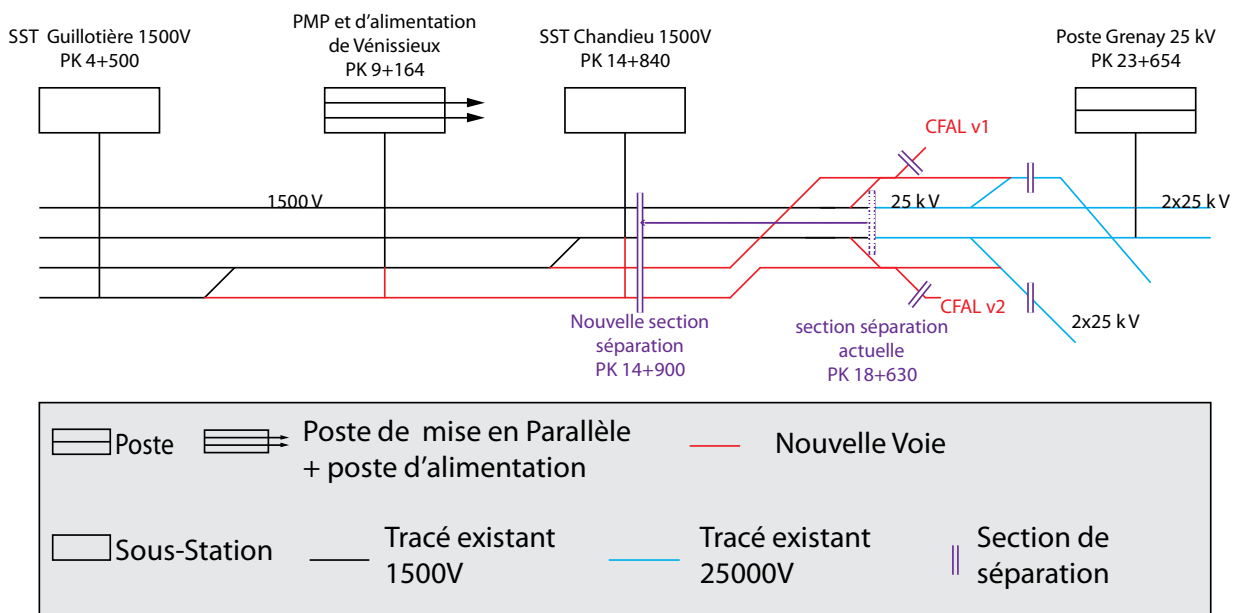 SST Guillotière 1500V
PK 4+500
PMP et d'alimentation
de Vénissieux
PK 9+164
SST Chandieu 1500V
PK 14+840
Poste Grenay 25 kV
PK 23+654
CFAL v1
1500 V
25 kV
2x25 kV
CFAL v2
2x25 kV
Nouvelle section
séparation
PK 14+900
section séparation
actuelle
PK 18+630
Poste
Poste de mise en Parallèle
+ poste d'alimentation
Nouvelle Voie
Sous-Station
Tracé existant
1500V
Tracé existant
25000V
Section de
séparation